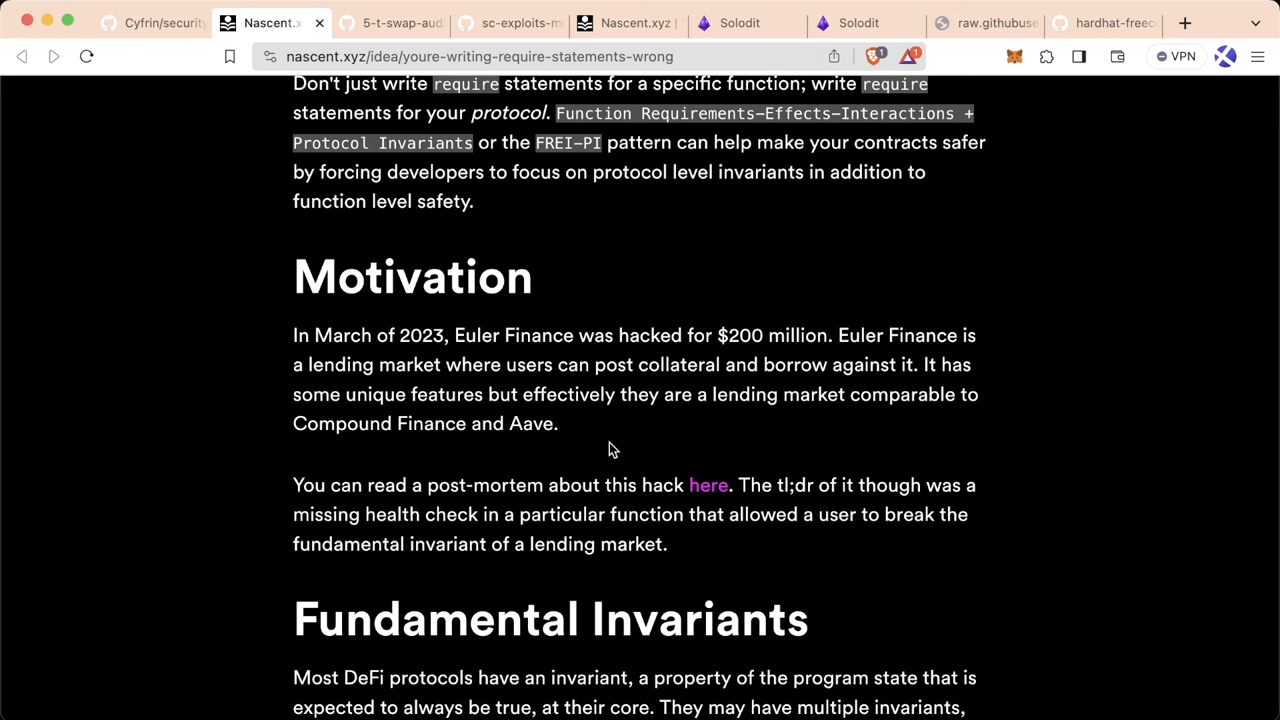 Cyfrin/security
Nascent.x
5-t-swap-audi
sc-exploits-mi
Nascent.xyz |
Solodit
Solodit
raw.githubuse
hardhat-freec
nascent.xyz/idea/youre-writing-require-statements-wrong
1
1
VPN
Don't just write require statements for a specific function; write require
statements for your protocol. Function Requirements-Effects-Interactions +
Protocol Invariants or the FREI-PI pattern can help make your contracts safer
by forcing developers to focus on protocol level invariants in addition to
function level safety.
Motivation
In March of 2023, Euler Finance was hacked for $200 million. Euler Finance is
a lending market where users can post collateral and borrow against it. It has
some unique features but effectively they are a lending market comparable to
Compound Finance and Aave.
You can read a post-mortem about this hack here. The tl;dr of it though was a
missing health check in a particular function that allowed a user to break the
fundamental invariant of a lending market.
Fundamental Invariants
Most DeFi protocols have an invariant, a property of the program state that is
expected to always be true, at their core. They may have multiple invariants,